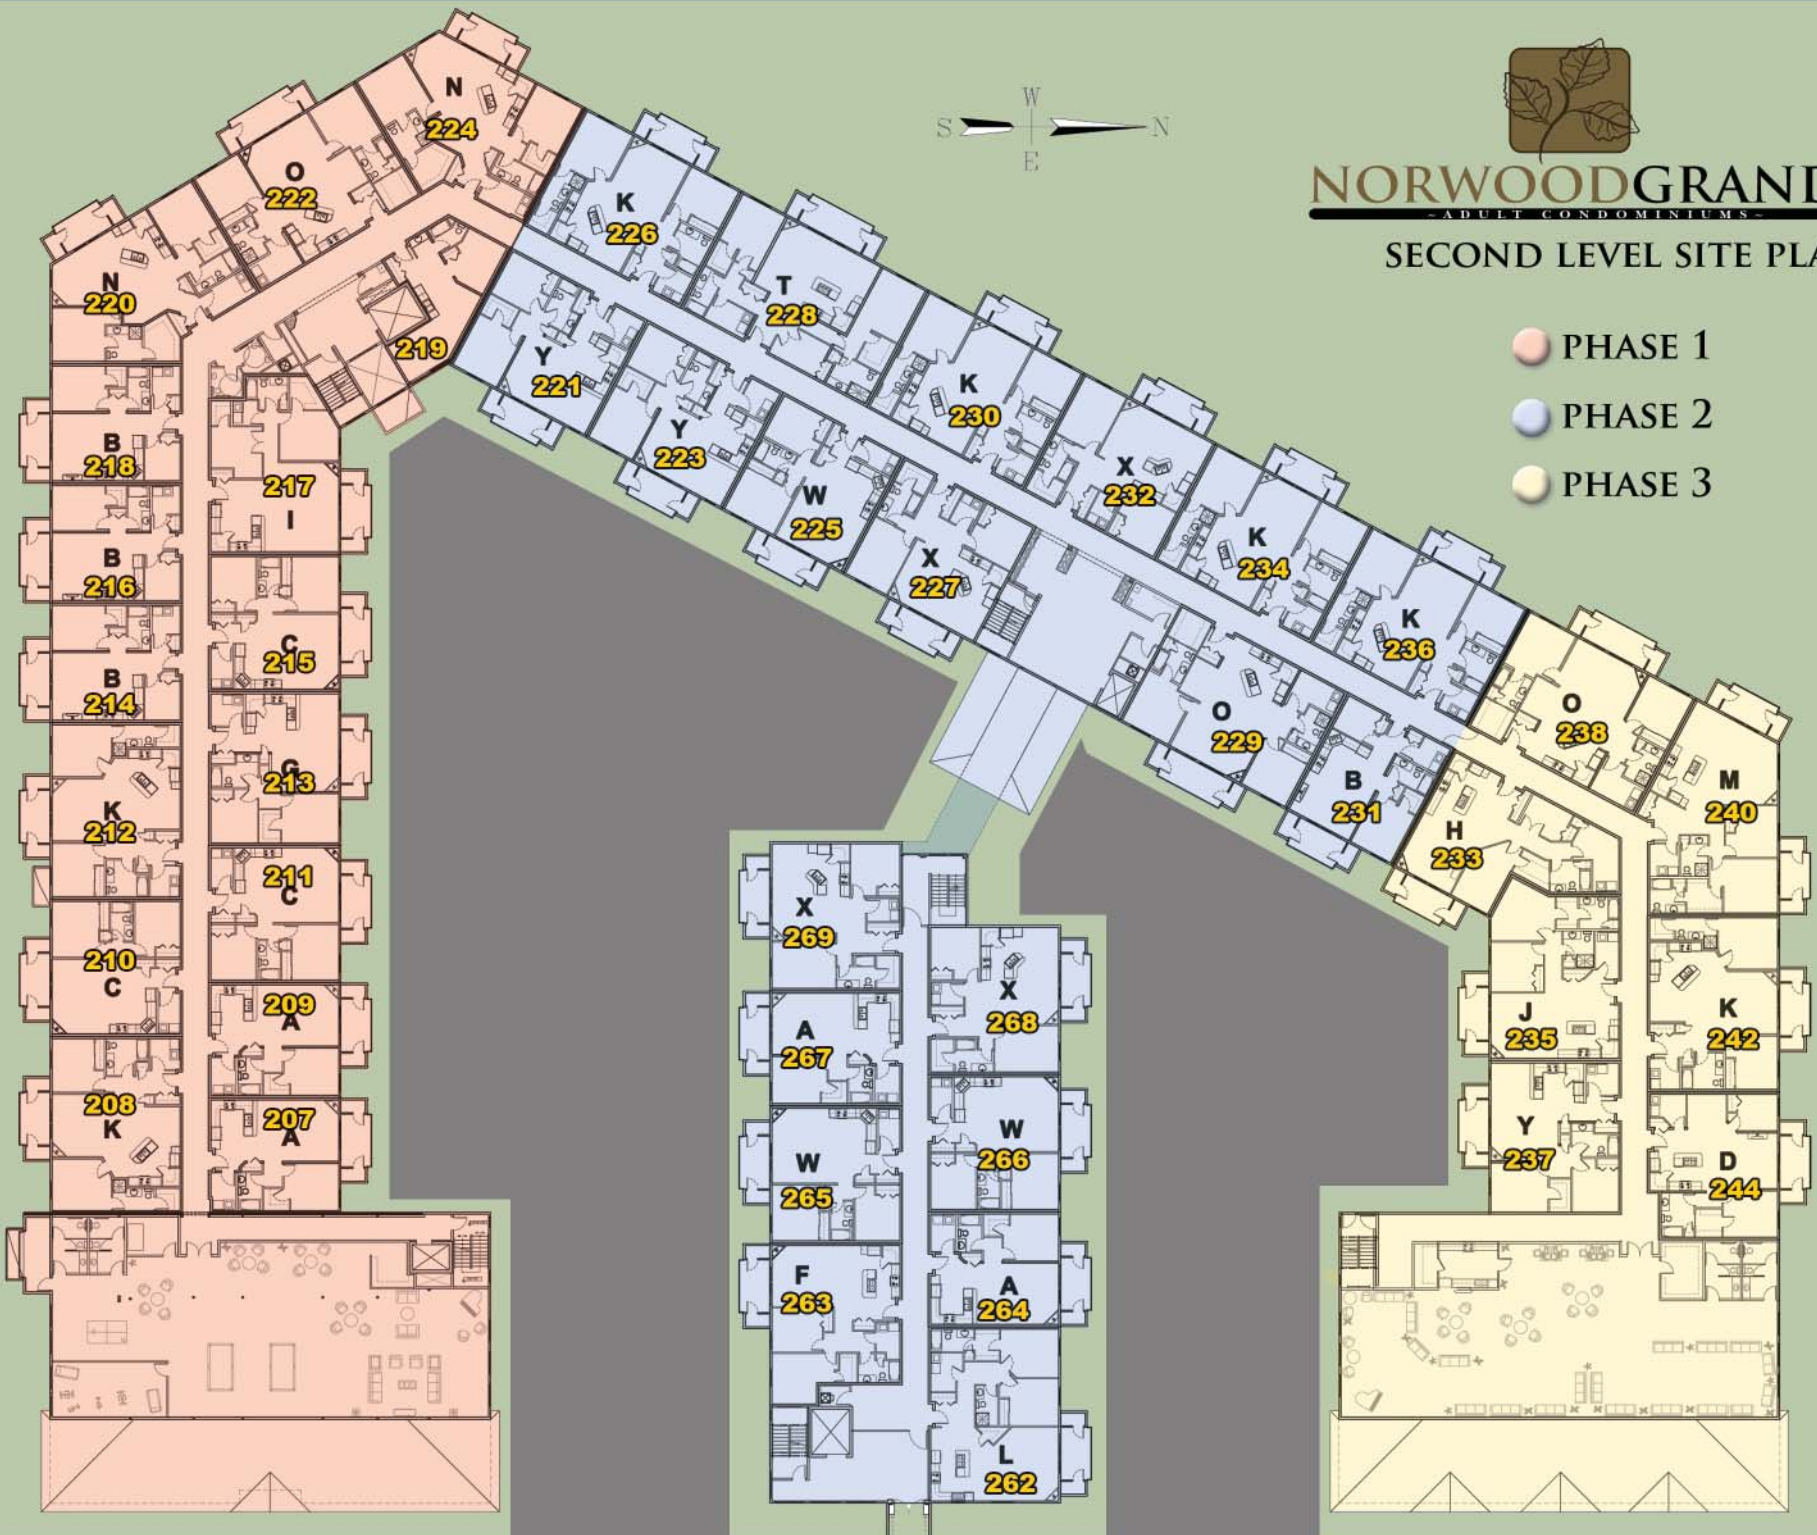 W
S N
E
NORWOODGRAND
~ADULT CONDOMINIUMS~
SECOND LEVEL SITE PLA
PHASE 1
PHASE 2
PHASE 3
N
224
O
222
N
220
219
B
218
217
I
B
216
C
215
B
214
G
213
K
212
211
C
210
C
209
A
208
K
207
A
K
226
T
228
Y
221
Y
223
K
230
W
225
X
232
X
227
K
234
K
236
O
229
B
231
O
238
M
240
H
233
J
235
K
242
Y
237
D
244
X
269
X
268
A
267
W
266
W
265
F
263
A
264
L
262